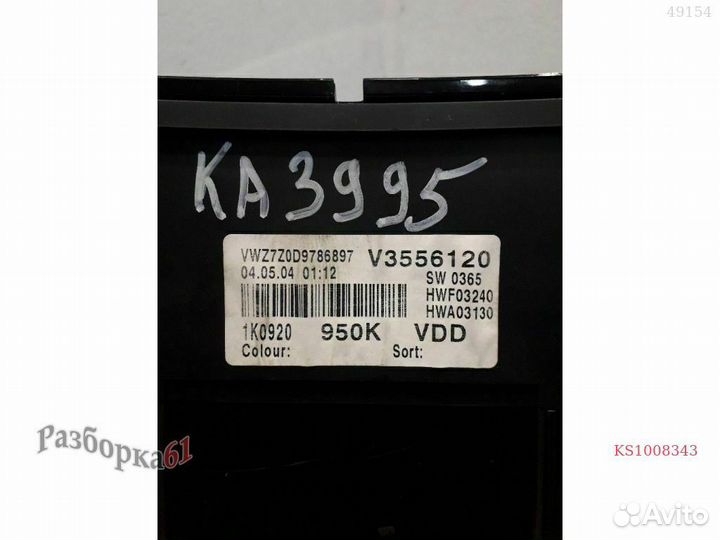 49154
KA3995
VWZ7Z0D9786897 V3556120
04.05.04 01:12 SW 0365
HWF03240
HWA03130
1K0920 950K VDD
Colour: Sort:
Разборка61
KS1008343
Avito